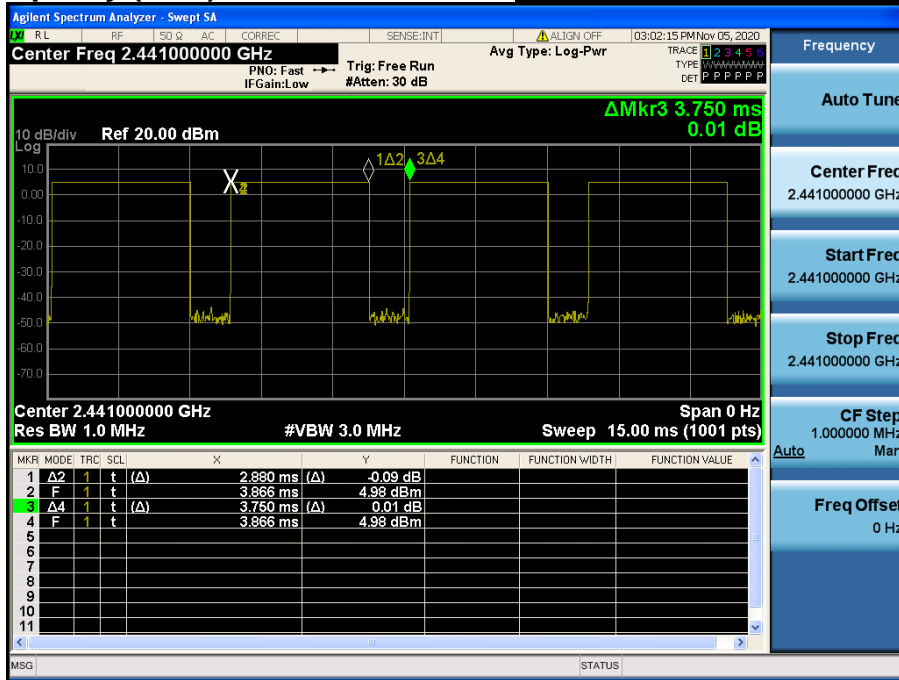 Agilent Spectrum Analyzer - Swept SA
LXI RL RF 50 Ω AC CORREC SENSE:INT ALIGN OFF 03:02:15 PM Nov 05, 2020
Center Freq 2.441000000 GHz
PNO: Fast
IFGain:Low
Trig: Free Run
#Atten: 30 dB
Avg Type: Log-Pwr
TRACE 1 2 3 4 5 6
TYPE
DET P P P P P P
ΔMkr3 3.750 ms
0.01 dB
10 dB/div Ref 20.00 dBm
Log
10.0
0.00
-10.0
-20.0
-30.0
-40.0
-50.0
-60.0
-70.0
1Δ2 3Δ4
Center 2.441000000 GHz Span 0 Hz
Res BW 1.0 MHz #VBW 3.0 MHz Sweep 15.00 ms (1001 pts)
MKR MODE TRC SCL X Y FUNCTION FUNCTION WIDTH FUNCTION VALUE
1 Δ2 1 t (Δ) 2.880 ms (Δ) -0.09 dB
2 F 1 t 3.866 ms 4.98 dBm
3 Δ4 1 t (Δ) 3.750 ms (Δ) 0.01 dB
4 F 1 t 3.866 ms 4.98 dBm
5
6
7
8
9
10
11
MSG STATUS
Frequency
Auto Tune
Center Freq
2.441000000 GHz
Start Freq
2.441000000 GHz
Stop Freq
2.441000000 GHz
CF Step
1.000000 MHz
Auto Man
Freq Offset
0 Hz